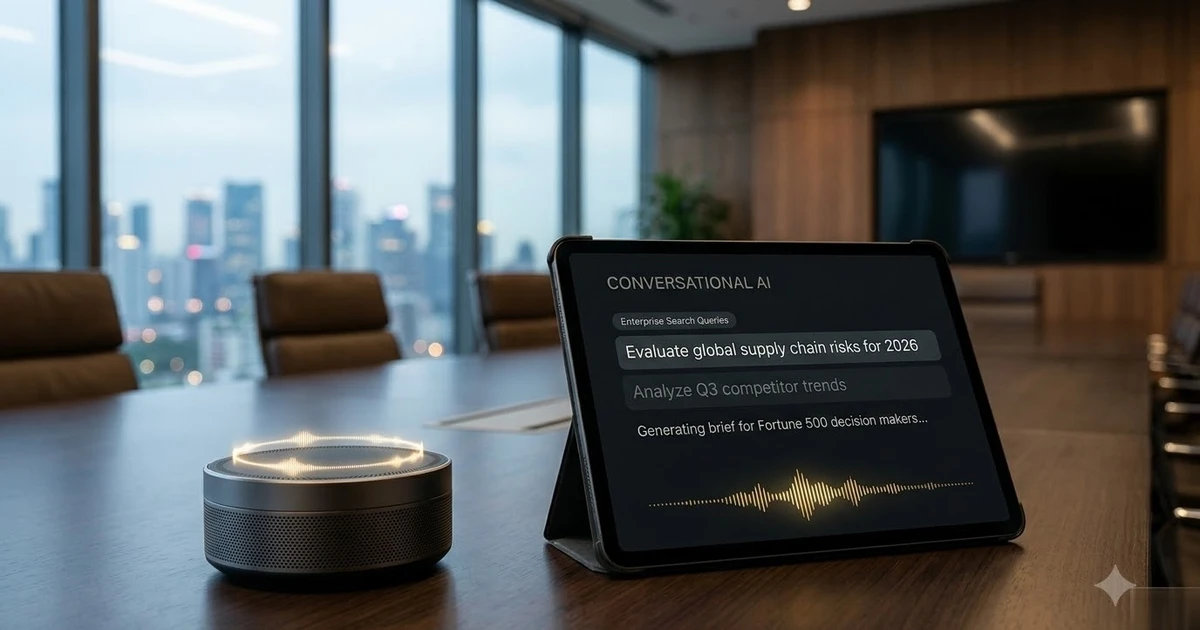 CONVERSATIONAL AI
Enterprise Search Queries
Evaluate global supply chain risks for 2026
Analyze Q3 competitor trends
Generating brief for Fortune 500 decision makers...